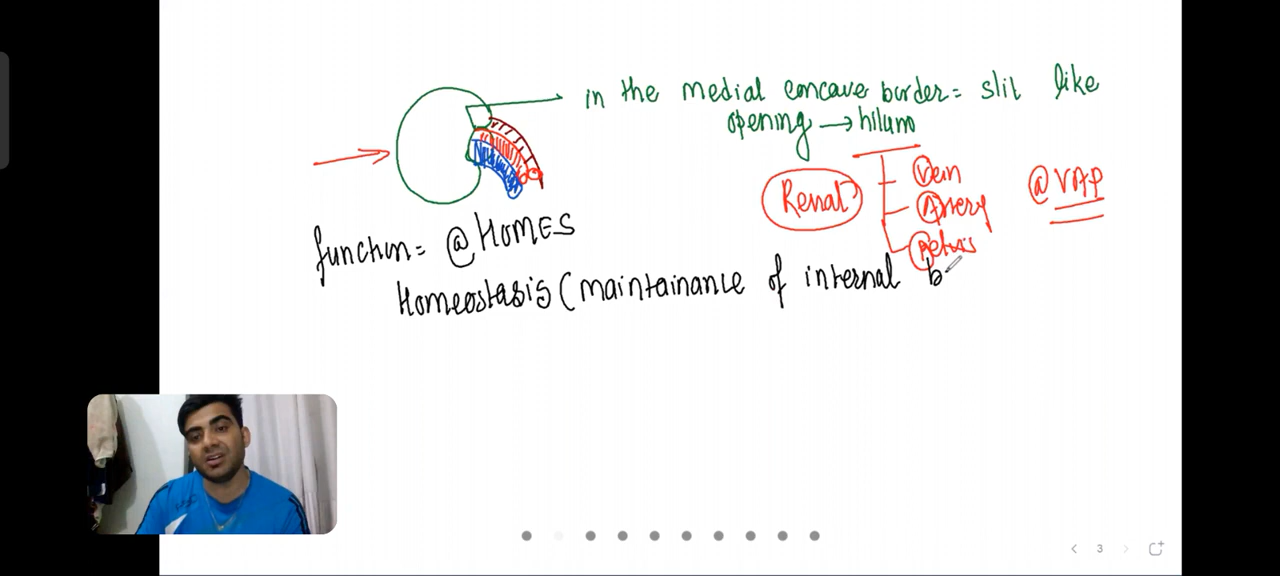 in the medial concave border = slit like
opening → hilum
Renal
Vein
Artery
Pelvis
@ VAP
function = @ HOMES
Homeostasis (maintainance of internal b
3